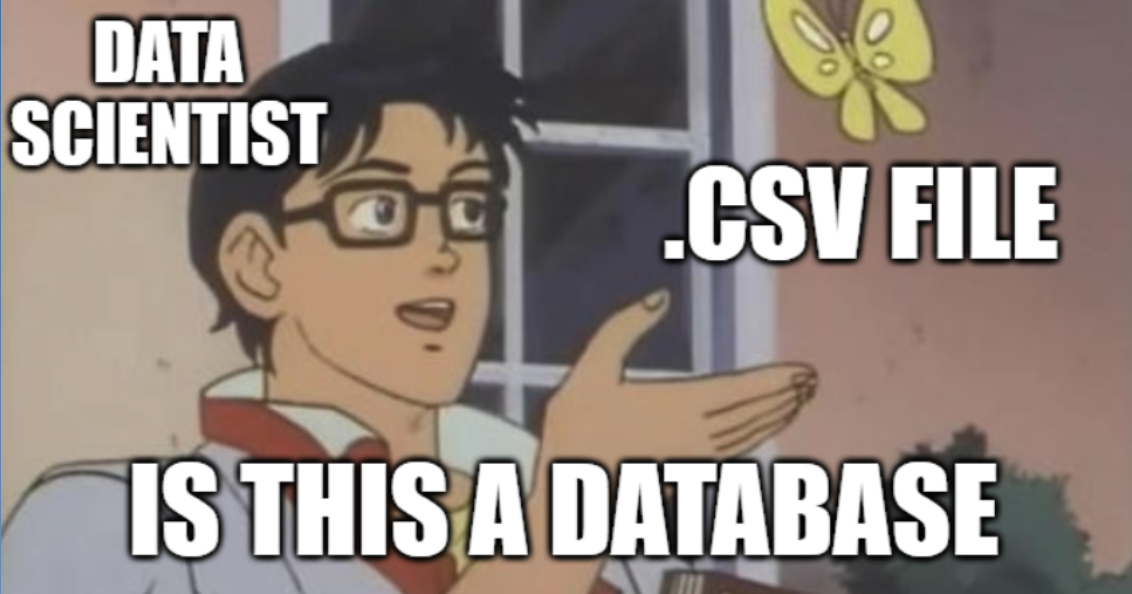 DATA
SCIENTIST
.CSV FILE
IS THIS A DATABASE